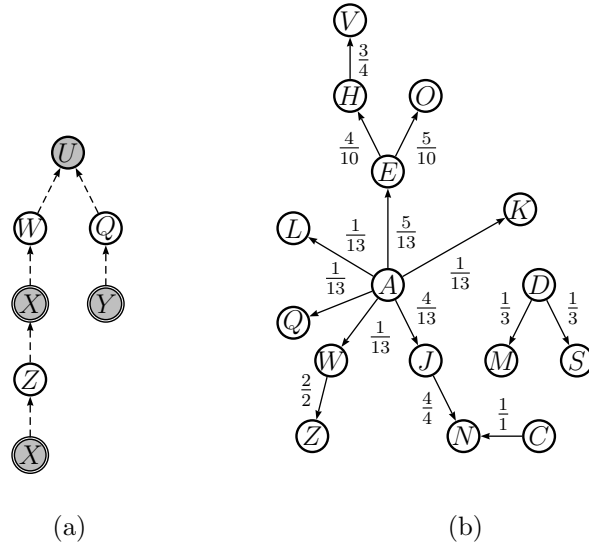 V
3/4
H
O
4/10
5/10
U
E
W
Q
L
K
1/13
5/13
1/13
1/13
A
X
Y
Q
4/13
D
1/13
1/3
1/3
Z
W
J
M
S
2/2
4/4
1/1
X
Z
N
C
(a)
(b)